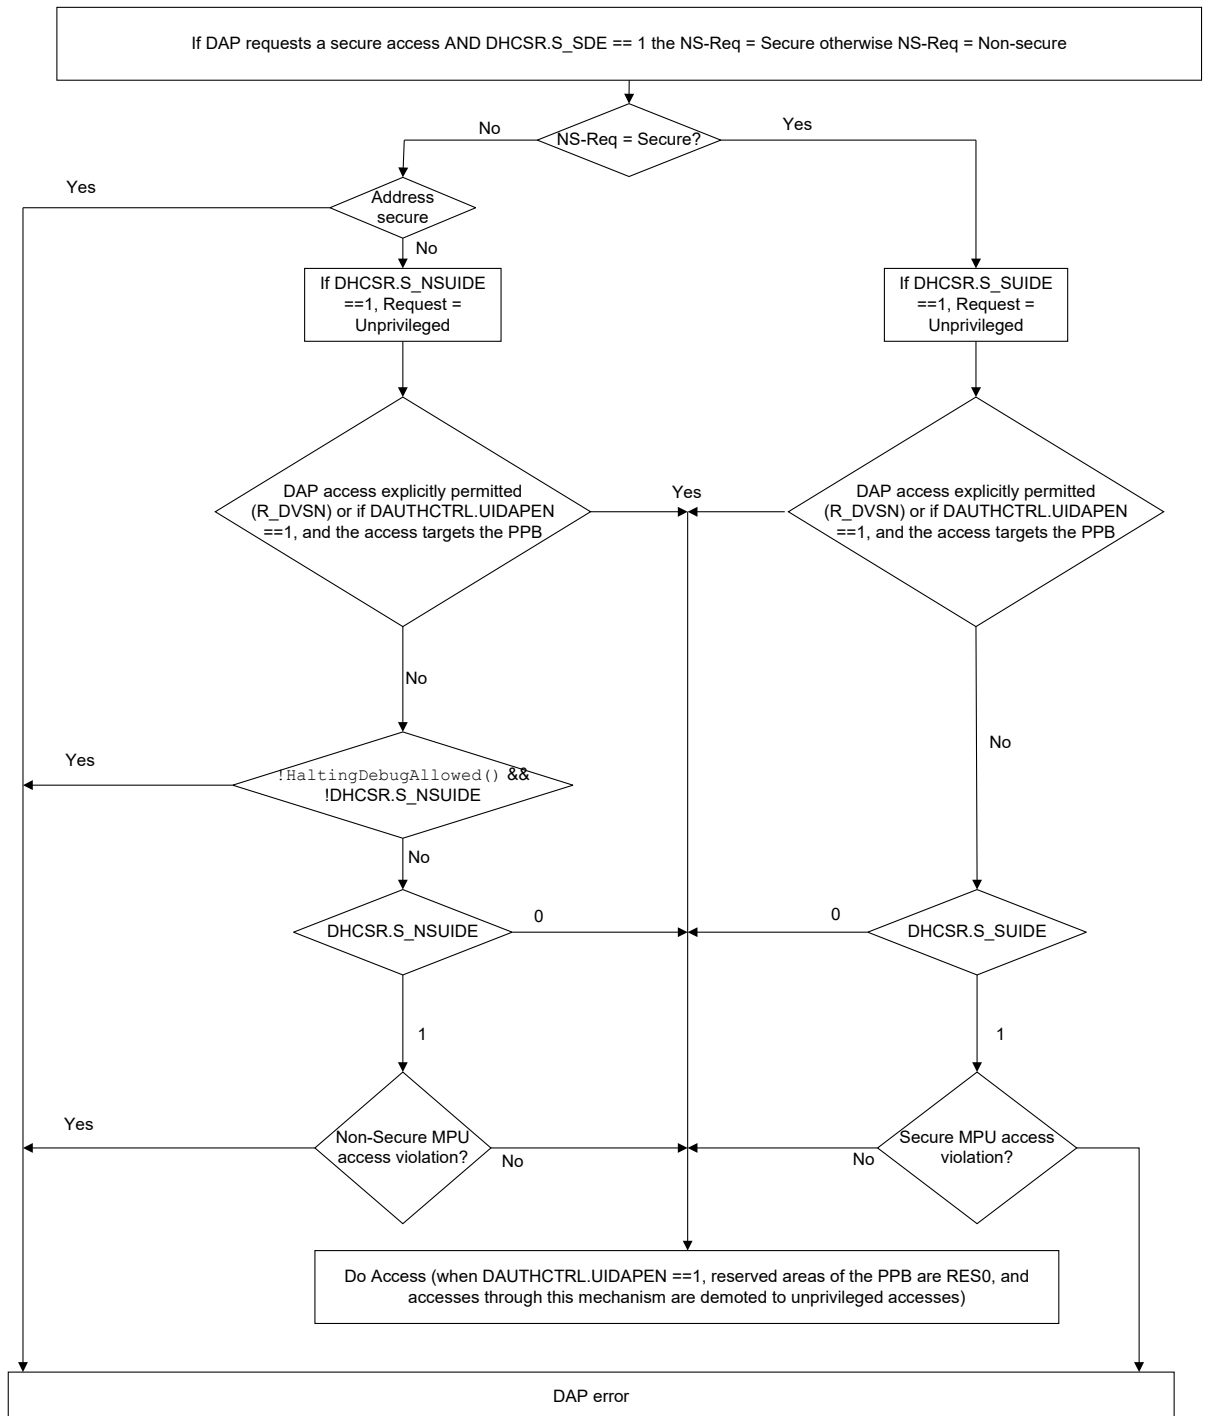 If DAP requests a secure access AND DHCSR.S_SDE == 1 the NS-Req = Secure otherwise NS-Req = Non-secure
No
NS-Req = Secure?
Yes
Yes
Address
secure
No
If DHCSR.S_NSUIDE
==1, Request =
Unprivileged
If DHCSR.S_SUIDE
==1, Request =
Unprivileged
DAP access explicitly permitted
(R_DVSN) or if DAUTHCTRL.UIDAPEN
==1, and the access targets the PPB
Yes
DAP access explicitly permitted
(R_DVSN) or if DAUTHCTRL.UIDAPEN
==1, and the access targets the PPB
No
No
Yes
!HaltingDebugAllowed() &&
!DHCSR.S_NSUIDE
No
DHCSR.S_NSUIDE
0
0
DHCSR.S_SUIDE
1
1
Yes
Non-Secure MPU
access violation?
No
No
Secure MPU access
violation?
Do Access (when DAUTHCTRL.UIDAPEN ==1, reserved areas of the PPB are RES0, and
accesses through this mechanism are demoted to unprivileged accesses)
DAP error